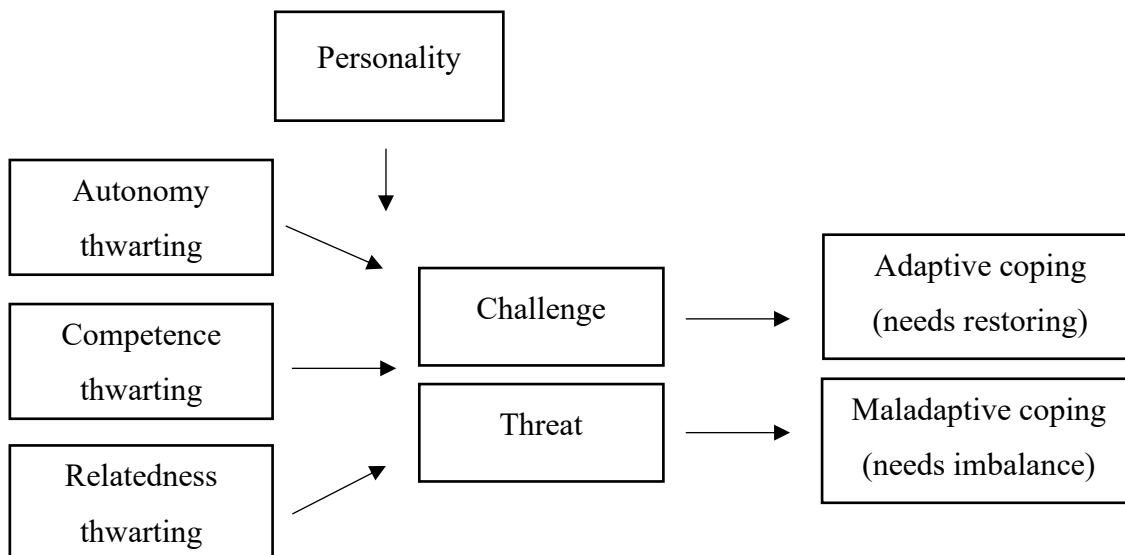 Personality
Autonomy
thwarting
Competence
thwarting
Relatedness
thwarting
Challenge
Threat
Adaptive coping
(needs restoring)
Maladaptive coping
(needs imbalance)